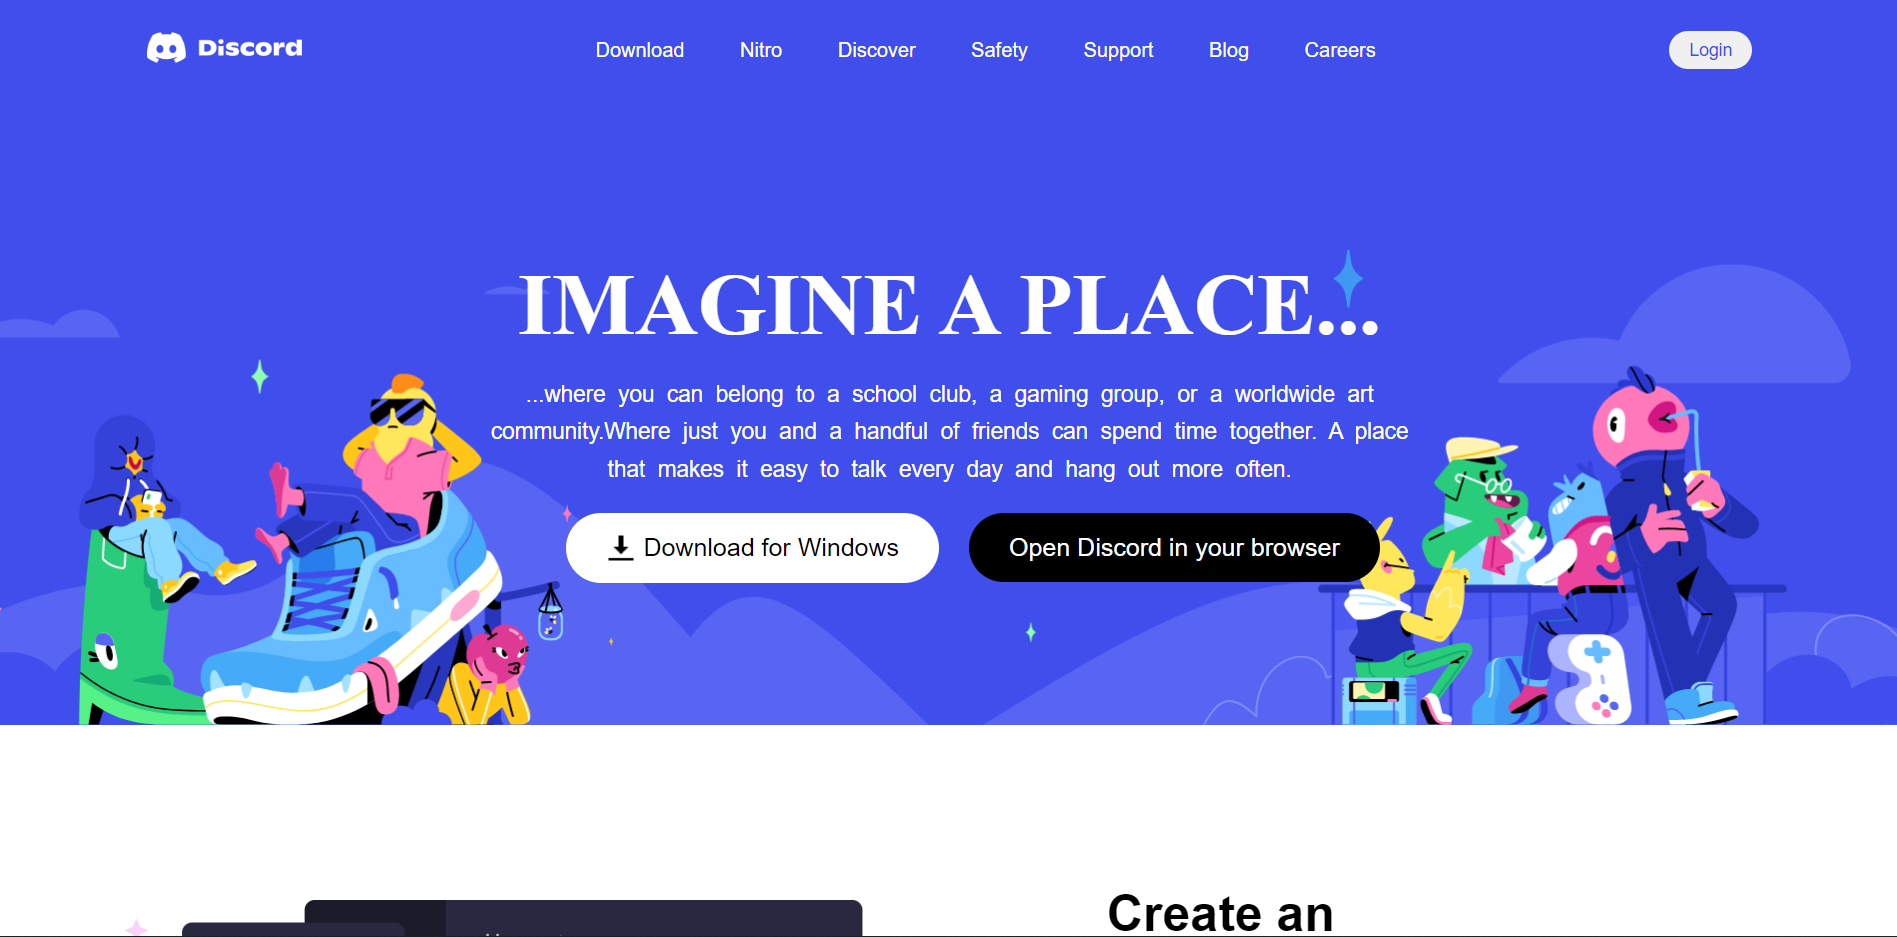 Discord
Download Nitro Discover Safety Support Blog Careers
Login
IMAGINE A PLACE...
...where you can belong to a school club, a gaming group, or a worldwide art
community.Where just you and a handful of friends can spend time together. A place
that makes it easy to talk every day and hang out more often.
Download for Windows
Open Discord in your browser
Create an